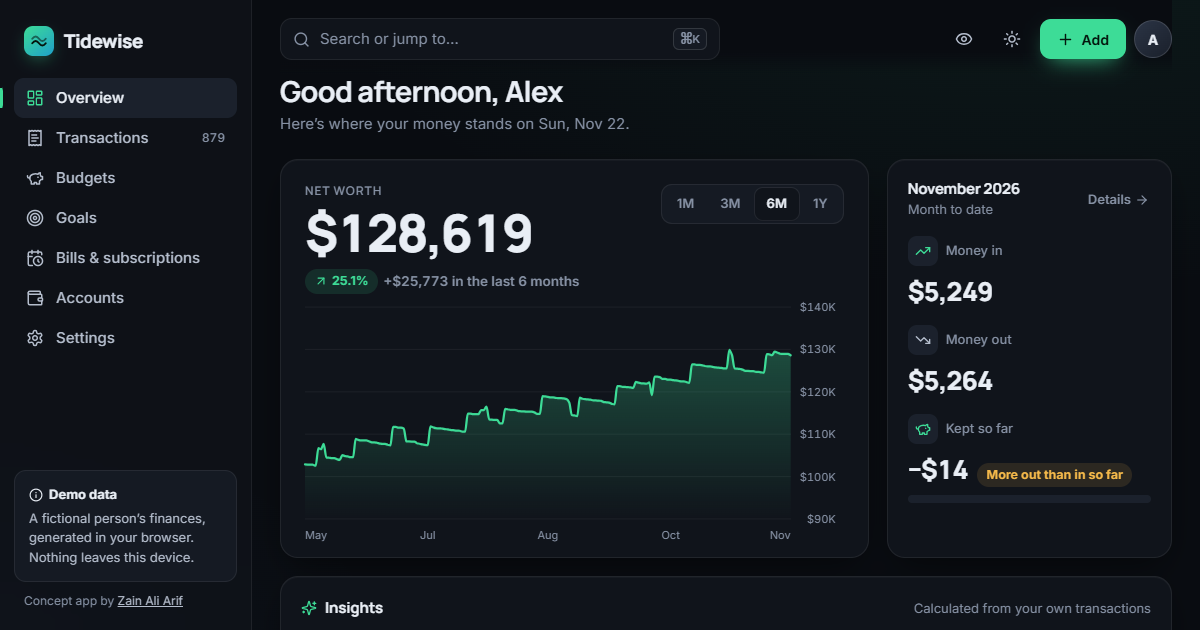 Tidewise
Search or jump to...
⌘K
Add
A
Overview
Transactions 879
Budgets
Goals
Bills & subscriptions
Accounts
Settings
Demo data
A fictional person's finances,
generated in your browser.
Nothing leaves this device.
Concept app by Zain Ali Arif
Good afternoon, Alex
Here's where your money stands on Sun, Nov 22.
NET WORTH
$128,619
25.1% +$25,773 in the last 6 months
1M 3M 6M 1Y
$140K
$130K
$120K
$110K
$100K
$90K
May Jul Aug Oct Nov
November 2026
Month to date
Details →
Money in
$5,249
Money out
$5,264
Kept so far
−$14 More out than in so far
Insights
Calculated from your own transactions